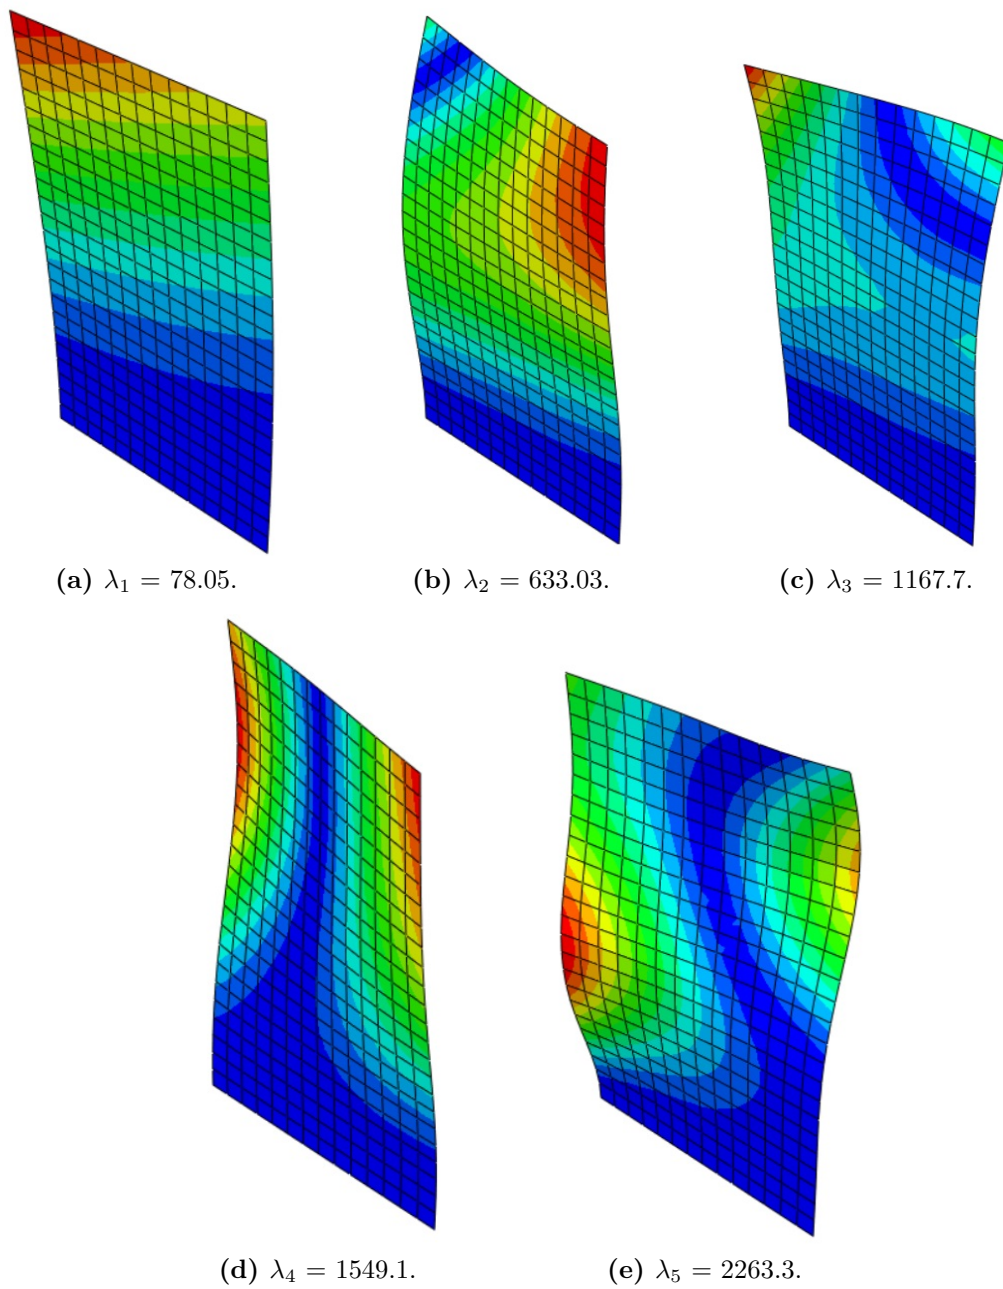 (a) λ₁ = 78.05.
(b) λ₂ = 633.03.
(c) λ₃ = 1167.7.
(d) λ₄ = 1549.1.
(e) λ₅ = 2263.3.